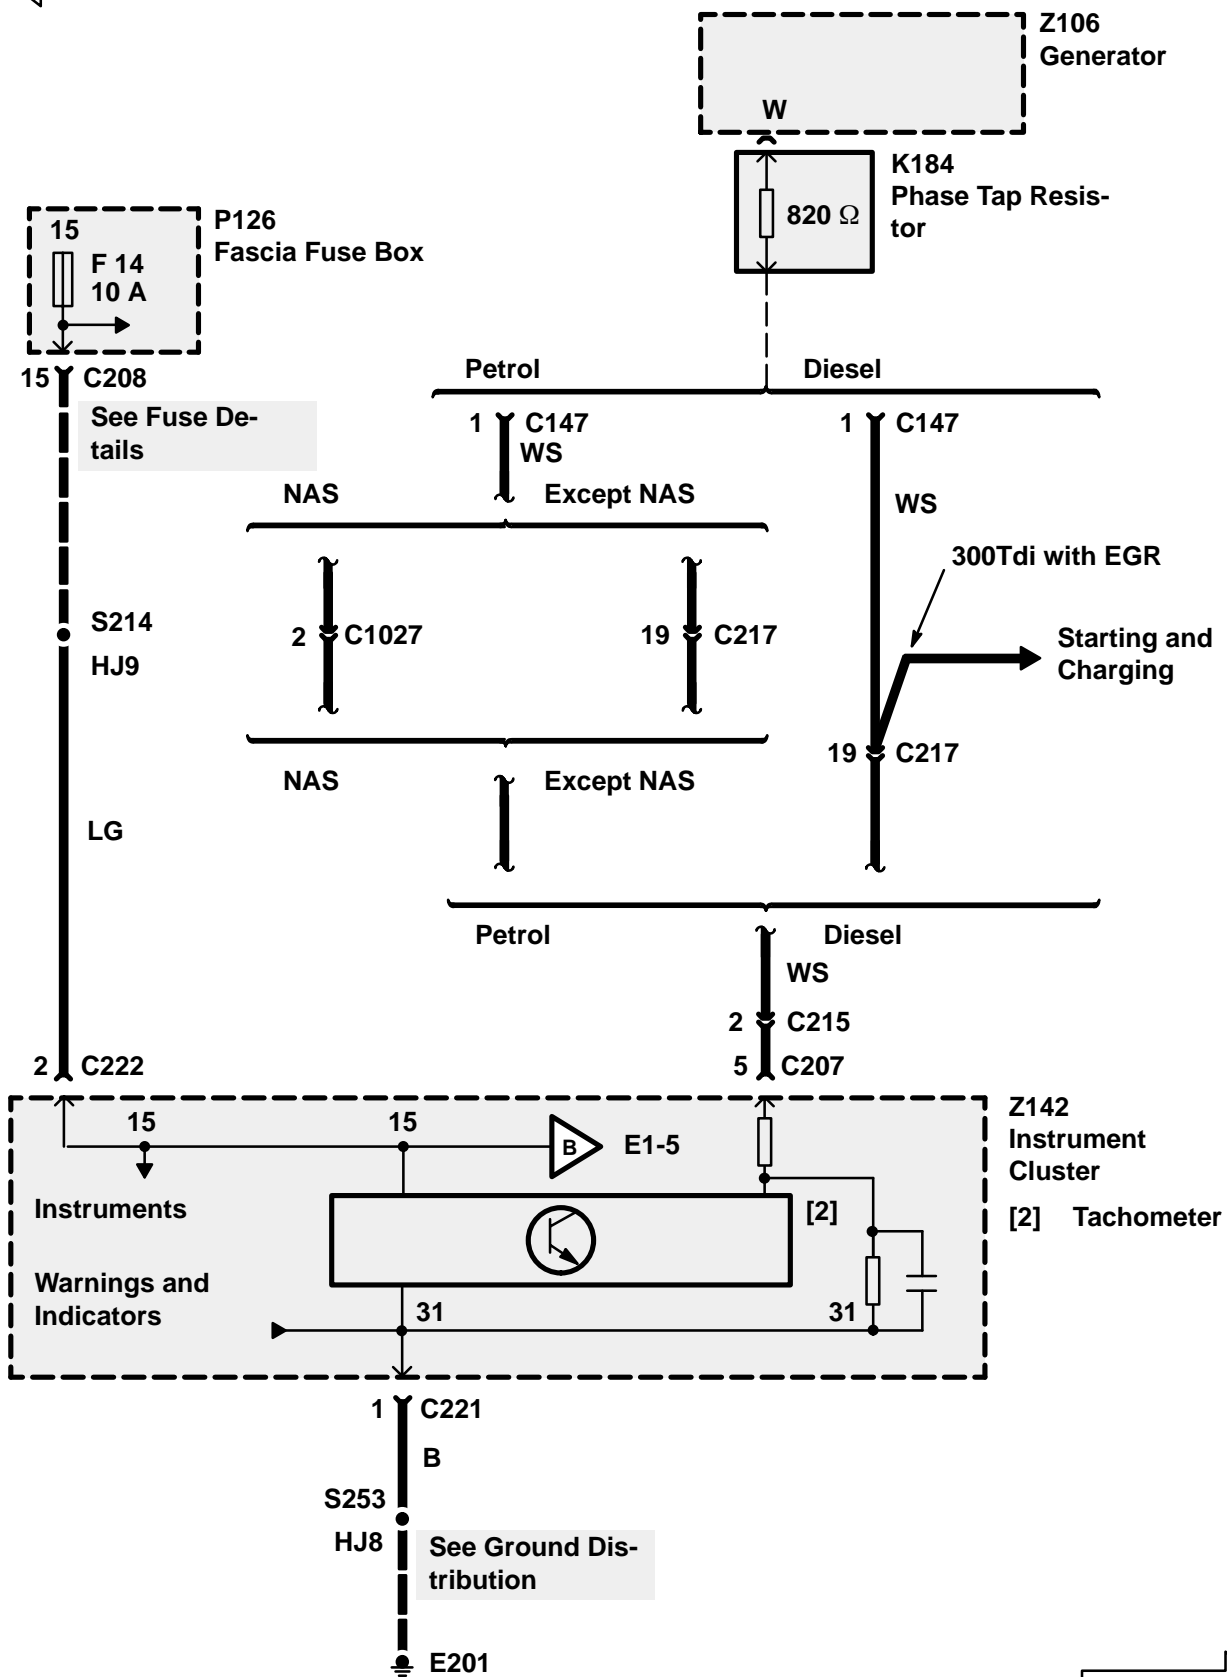 Z106
Generator
W
K184
Phase Tap Resis-
tor
820 Ω
P126
Fascia Fuse Box
15
F 14
10 A
15 C208
See Fuse De-
tails
Petrol Diesel
1 C147
WS
1 C147
NAS Except NAS
WS
300Tdi with EGR
S214
HJ9
2 C1027
19 C217
Starting and
Charging
19 C217
NAS Except NAS
LG
Petrol Diesel
WS
2 C215
2 C222
5 C207
15 15
B E1-5
Z142
Instrument
Cluster
[2] Tachometer
Instruments
[2]
Warnings and
Indicators
31 31
1 C221
B
S253
HJ8
See Ground Dis-
tribution
E201